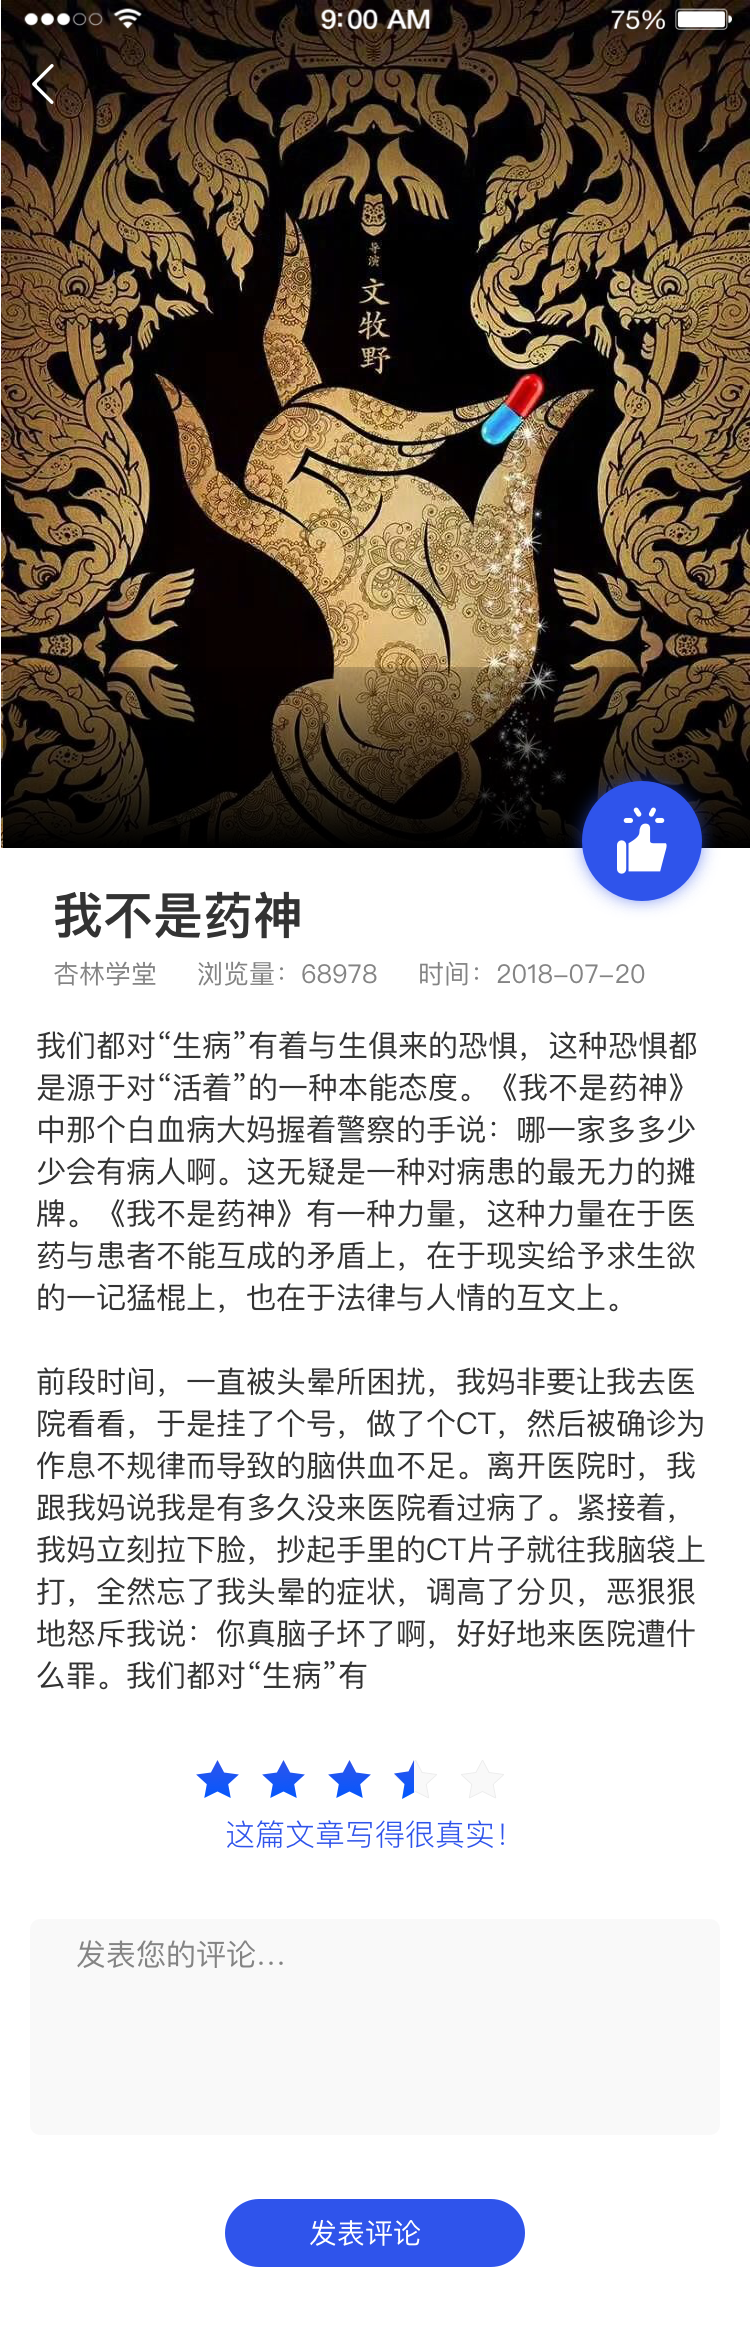 9:00 AM
75%
导演
文牧野
我不是药神
杏林学堂 浏览量：68978 时间：2018-07-20
我们都对“生病”有着与生俱来的恐惧，这种恐惧都
是源于对“活着”的一种本能态度。《我不是药神》
中那个白血病大妈握着警察的手说：哪一家多多少
少会有病人啊。这无疑是一种对病患的最无力的摊
牌。《我不是药神》有一种力量，这种力量在于医
药与患者不能互成的矛盾上，在于现实给予求生欲
的一记猛棍上，也在于法律与人情的互文上。
前段时间，一直被头晕所困扰，我妈非要让我去医
院看看，于是挂了个号，做了个CT，然后被确诊为
作息不规律而导致的脑供血不足。离开医院时，我
跟我妈说我是有多久没来医院看过病了。紧接着，
我妈立刻拉下脸，抄起手里的CT片子就往我脑袋上
打，全然忘了我头晕的症状，调高了分贝，恶狠狠
地怒斥我说：你真脑子坏了啊，好好地来医院遭什
么罪。我们都对“生病”有
这篇文章写得很真实！
发表您的评论...
发表评论